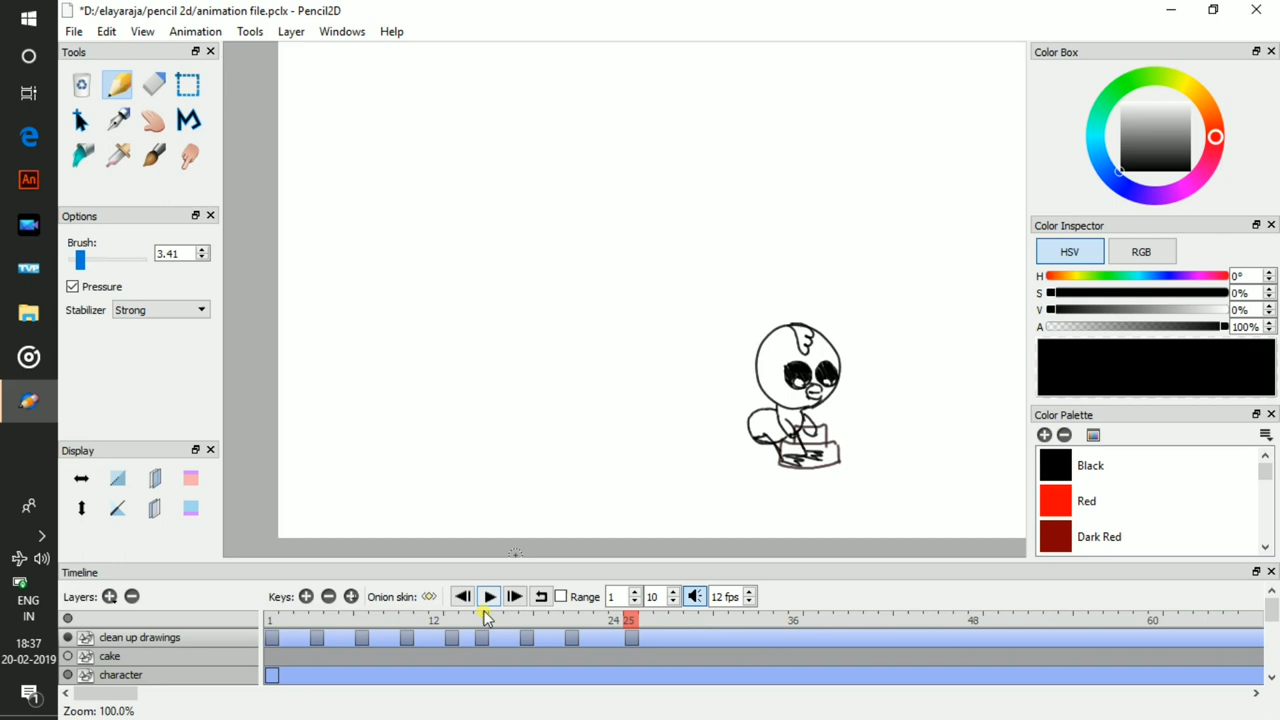 *D:/elayaraja/pencil 2d/animation file.pclx - Pencil2D
File Edit View Animation Tools Layer Windows Help
Tools
Options
Brush:
3.41
Pressure
Stabilizer Strong
Display
Color Box
Color Inspector
HSV RGB
H 0°
S 0%
V 0%
A 100%
Color Palette
Black
Red
Dark Red
An
TVP
ENG
IN
18:37
20-02-2019
1
Timeline
Layers: Keys: Onion skin: Range 1 10 12 fps
1 12 24 25 36 48 60
clean up drawings
cake
character
Zoom: 100.0%